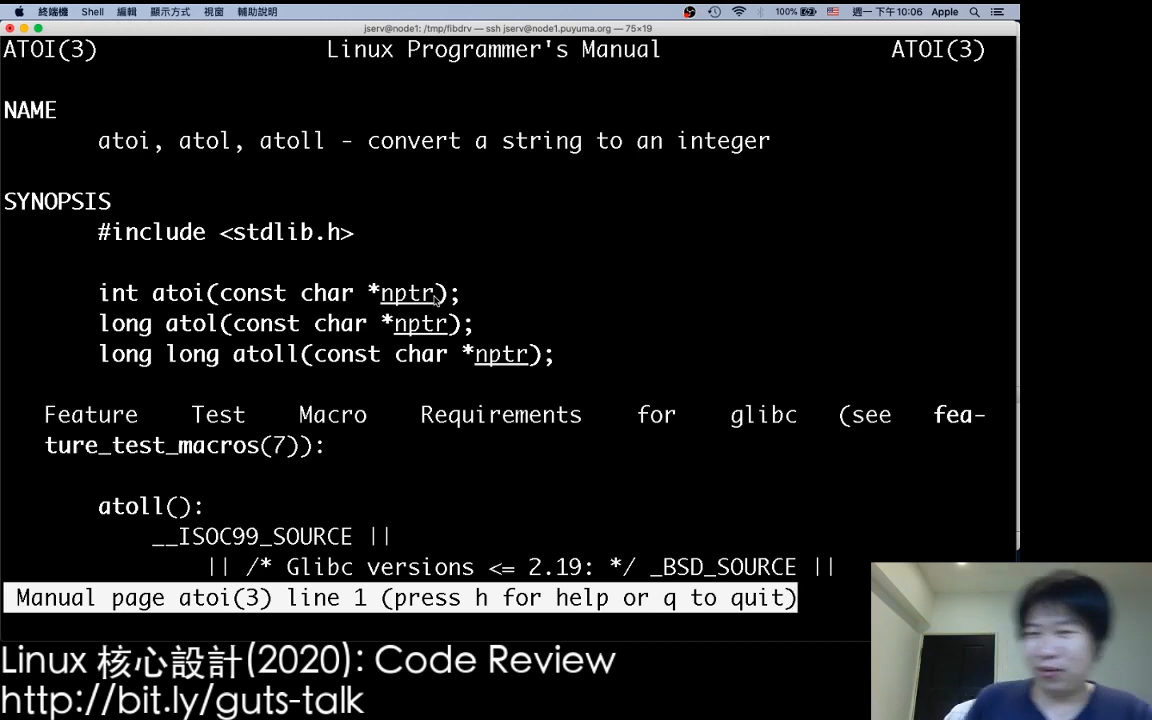 終端機 Shell 編輯 顯示方式 視窗 輔助說明 100% 週一 下午10:06 Apple
jserv@node1: /tmp/fibdrv — ssh jserv@node1.puyuma.org — 75×19
ATOI(3) Linux Programmer's Manual ATOI(3)
NAME
atoi, atol, atoll - convert a string to an integer
SYNOPSIS
#include <stdlib.h>
int atoi(const char *nptr);
long atol(const char *nptr);
long long atoll(const char *nptr);
Feature Test Macro Requirements for glibc (see fea-
ture_test_macros(7)):
atoll():
__ISOC99_SOURCE ||
|| /* Glibc versions <= 2.19: */ _BSD_SOURCE ||
Manual page atoi(3) line 1 (press h for help or q to quit)
Linux 核心設計(2020): Code Review
http://bit.ly/guts-talk